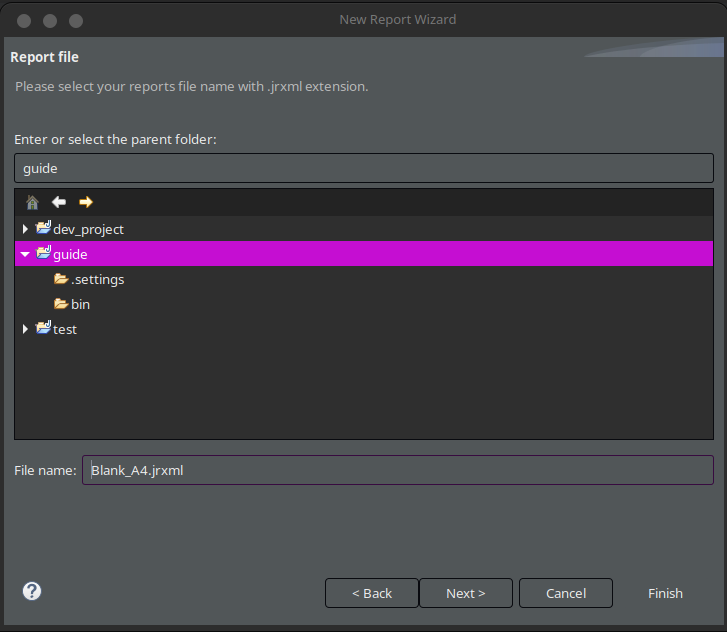 New Report Wizard
Report file
Please select your reports file name with .jrxml extension.
Enter or select the parent folder:
guide
dev_project
guide
.settings
bin
test
File name: Blank_A4.jrxml
? < Back Next > Cancel Finish